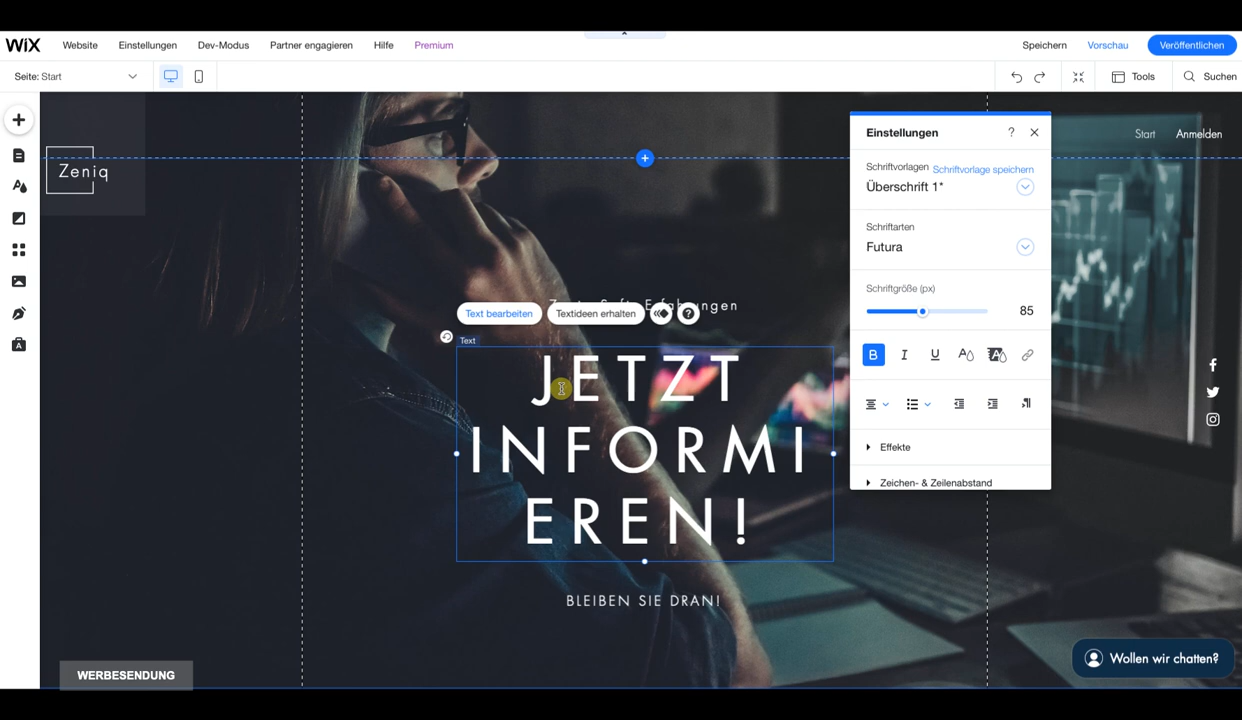 WiX
Website
Einstellungen
Dev-Modus
Partner engagieren
Hilfe
Premium
Speichern
Vorschau
Veröffentlichen
Seite: Start
Tools
Suchen
Zeniq
Start
Anmelden
Einstellungen
?
Schriftvorlagen
Schriftvorlage speichern
Überschrift 1*
Schriftarten
Futura
Schriftgröße (px)
85
B
I
U
Effekte
Zeichen- & Zeilenabstand
Text bearbeiten
Textideen erhalten
?
Text
JETZT
INFORMI
EREN!
BLEIBEN SIE DRAN!
WERBESENDUNG
Wollen wir chatten?